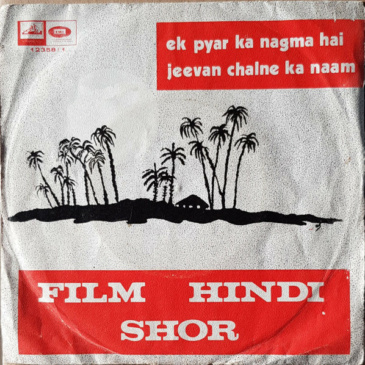 ek pyar ka nagma hai
jeevan chalne ka naam
FILM HINDI
SHOR